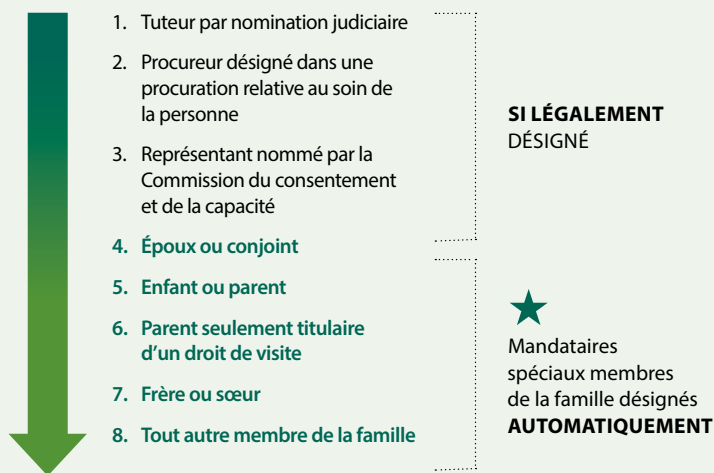 1. Tuteur par nomination judiciaire
2. Procureur désigné dans une
procuration relative au soin de
la personne
3. Représentant nommé par la
Commission du consentement
et de la capacité
4. Époux ou conjoint
5. Enfant ou parent
6. Parent seulement titulaire
d’un droit de visite
7. Frère ou sœur
8. Tout autre membre de la famille
SI LÉGALEMENT
DÉSIGNÉ
Mandataires
spéciaux membres
de la famille désignés
AUTOMATIQUEMENT